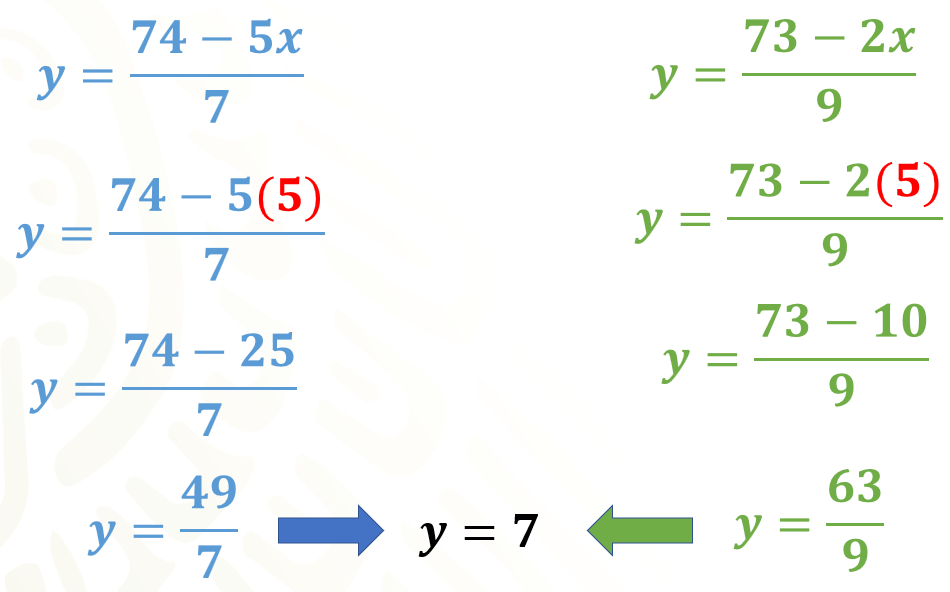 y = (74 − 5x)/7
y = (74 − 5(5))/7
y = (74 − 25)/7
y = 49/7
y = 7
y = (73 − 2x)/9
y = (73 − 2(5))/9
y = (73 − 10)/9
y = 63/9